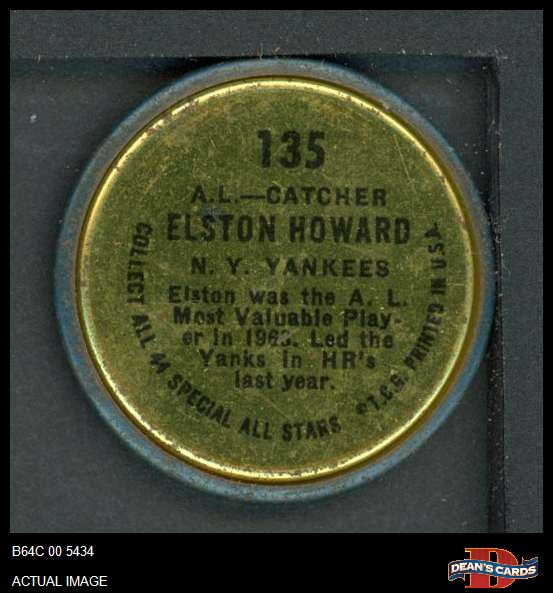 135
A.L.—CATCHER
ELSTON HOWARD
N. Y. YANKEES
Elston was the A. L.
Most Valuable Play-
er in 1963. Led the
Yanks in HR's
last year.
COLLECT ALL 44 SPECIAL ALL STARS ©T.C.G. PRINTED IN USA
B64C 00 5434
ACTUAL IMAGE
D
DEAN'S CARDS